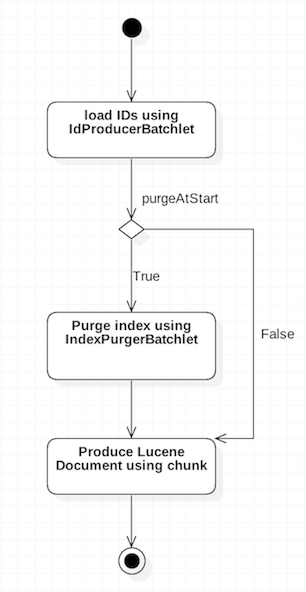 load IDs using
IdProducerBatchlet
purgeAtStart
True
Purge index using
IndexPurgerBatchlet
False
Produce Lucene
Document using chunk